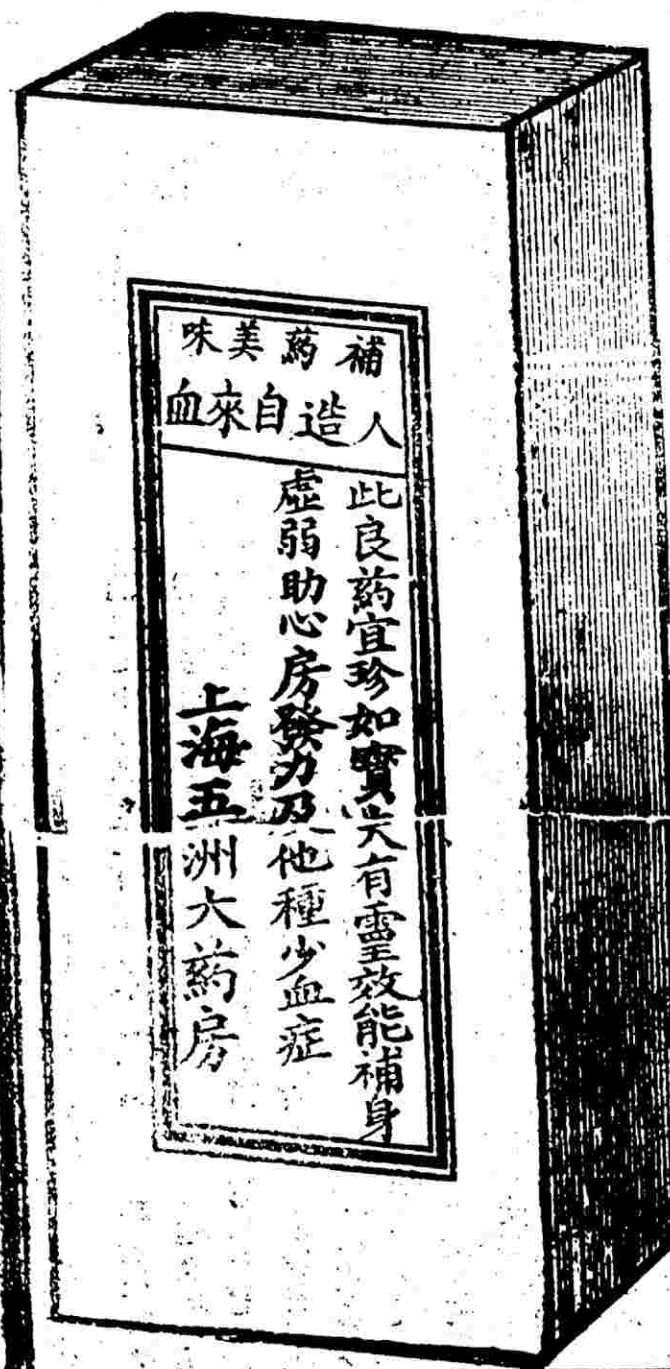 補藥美味
人造自來血
此良藥宜珍如寶大有靈效能補身
虛弱助心房發力及他種少血症
上海五洲大藥房